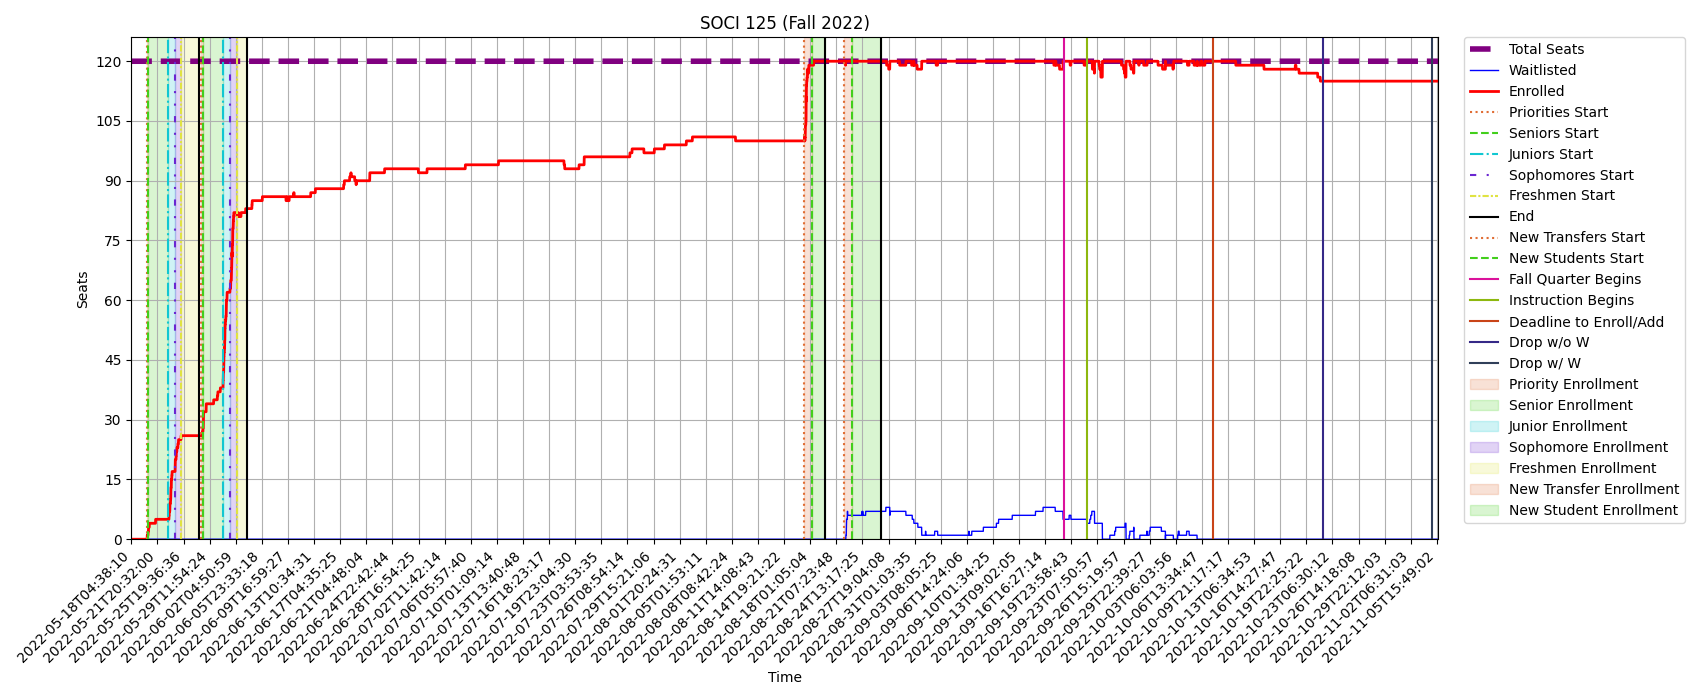 SOCI 125 (Fall 2022)
Seats
120
105
90
75
60
45
30
15
0
2022-05-18T04:38:10
2022-05-21T20:32:00
2022-05-25T19:36:36
2022-05-29T11:54:24
2022-06-02T04:50:59
2022-06-05T23:33:18
2022-06-09T16:59:27
2022-06-13T10:34:31
2022-06-17T04:35:25
2022-06-21T04:48:04
2022-06-24T22:42:44
2022-06-28T16:54:25
2022-07-02T11:42:14
2022-07-06T05:57:40
2022-07-10T01:09:14
2022-07-13T13:40:48
2022-07-16T18:23:17
2022-07-19T23:04:30
2022-07-23T03:53:35
2022-07-26T08:54:14
2022-07-29T15:21:06
2022-08-01T20:24:31
2022-08-05T01:53:11
2022-08-08T08:42:24
2022-08-11T14:08:43
2022-08-14T19:21:22
2022-08-18T01:05:04
2022-08-21T07:23:48
2022-08-24T13:17:25
2022-08-27T19:04:08
2022-08-31T01:03:35
2022-09-03T08:05:25
2022-09-06T14:24:06
2022-09-10T01:34:25
2022-09-13T09:02:05
2022-09-16T16:27:14
2022-09-19T23:58:43
2022-09-23T07:50:57
2022-09-26T15:19:57
2022-09-29T22:39:27
2022-10-03T06:03:56
2022-10-06T13:34:47
2022-10-09T21:17:17
2022-10-13T06:34:53
2022-10-16T14:27:47
2022-10-19T22:25:22
2022-10-23T06:30:12
2022-10-26T14:18:08
2022-10-29T22:12:03
2022-11-02T06:31:03
2022-11-05T15:49:02
Time
Total Seats
Waitlisted
Enrolled
Priorities Start
Seniors Start
Juniors Start
Sophomores Start
Freshmen Start
End
New Transfers Start
New Students Start
Fall Quarter Begins
Instruction Begins
Deadline to Enroll/Add
Drop w/o W
Drop w/ W
Priority Enrollment
Senior Enrollment
Junior Enrollment
Sophomore Enrollment
Freshmen Enrollment
New Transfer Enrollment
New Student Enrollment